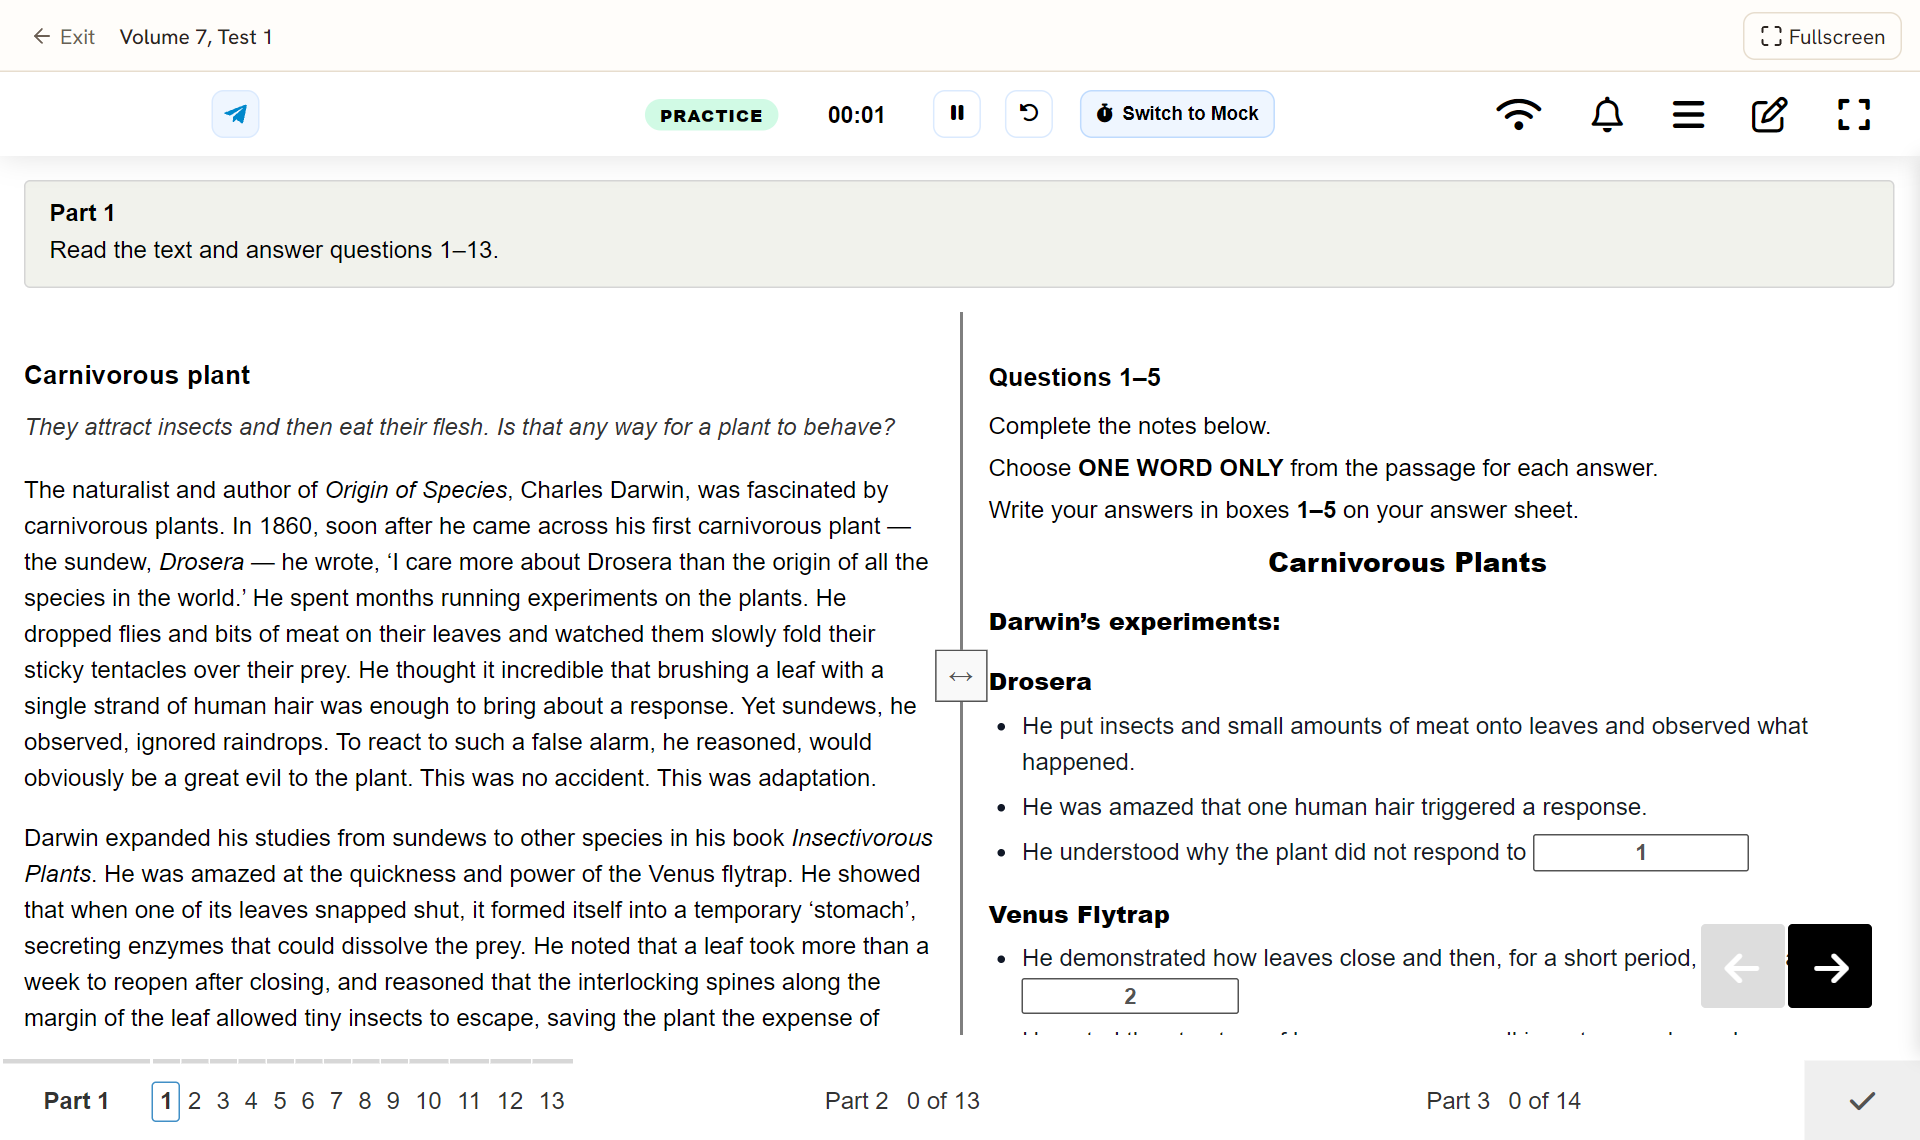 Exit Volume 7, Test 1 Fullscreen
PRACTICE 00:01 Switch to Mock
Part 1
Read the text and answer questions 1–13.
Carnivorous plant
They attract insects and then eat their flesh. Is that any way for a plant to behave?
The naturalist and author of Origin of Species, Charles Darwin, was fascinated by
carnivorous plants. In 1860, soon after he came across his first carnivorous plant —
the sundew, Drosera — he wrote, ‘I care more about Drosera than the origin of all the
species in the world.’ He spent months running experiments on the plants. He
dropped flies and bits of meat on their leaves and watched them slowly fold their
sticky tentacles over their prey. He thought it incredible that brushing a leaf with a
single strand of human hair was enough to bring about a response. Yet sundews, he
observed, ignored raindrops. To react to such a false alarm, he reasoned, would
obviously be a great evil to the plant. This was no accident. This was adaptation.
Darwin expanded his studies from sundews to other species in his book Insectivorous
Plants. He was amazed at the quickness and power of the Venus flytrap. He showed
that when one of its leaves snapped shut, it formed itself into a temporary ‘stomach’,
secreting enzymes that could dissolve the prey. He noted that a leaf took more than a
week to reopen after closing, and reasoned that the interlocking spines along the
margin of the leaf allowed tiny insects to escape, saving the plant the expense of
Questions 1–5
Complete the notes below.
Choose ONE WORD ONLY from the passage for each answer.
Write your answers in boxes 1–5 on your answer sheet.
Carnivorous Plants
Darwin’s experiments:
Drosera
• He put insects and small amounts of meat onto leaves and observed what
happened.
• He was amazed that one human hair triggered a response.
• He understood why the plant did not respond to 1
Venus Flytrap
• He demonstrated how leaves close and then, for a short period,
2
Part 1 1 2 3 4 5 6 7 8 9 10 11 12 13 Part 2 0 of 13 Part 3 0 of 14